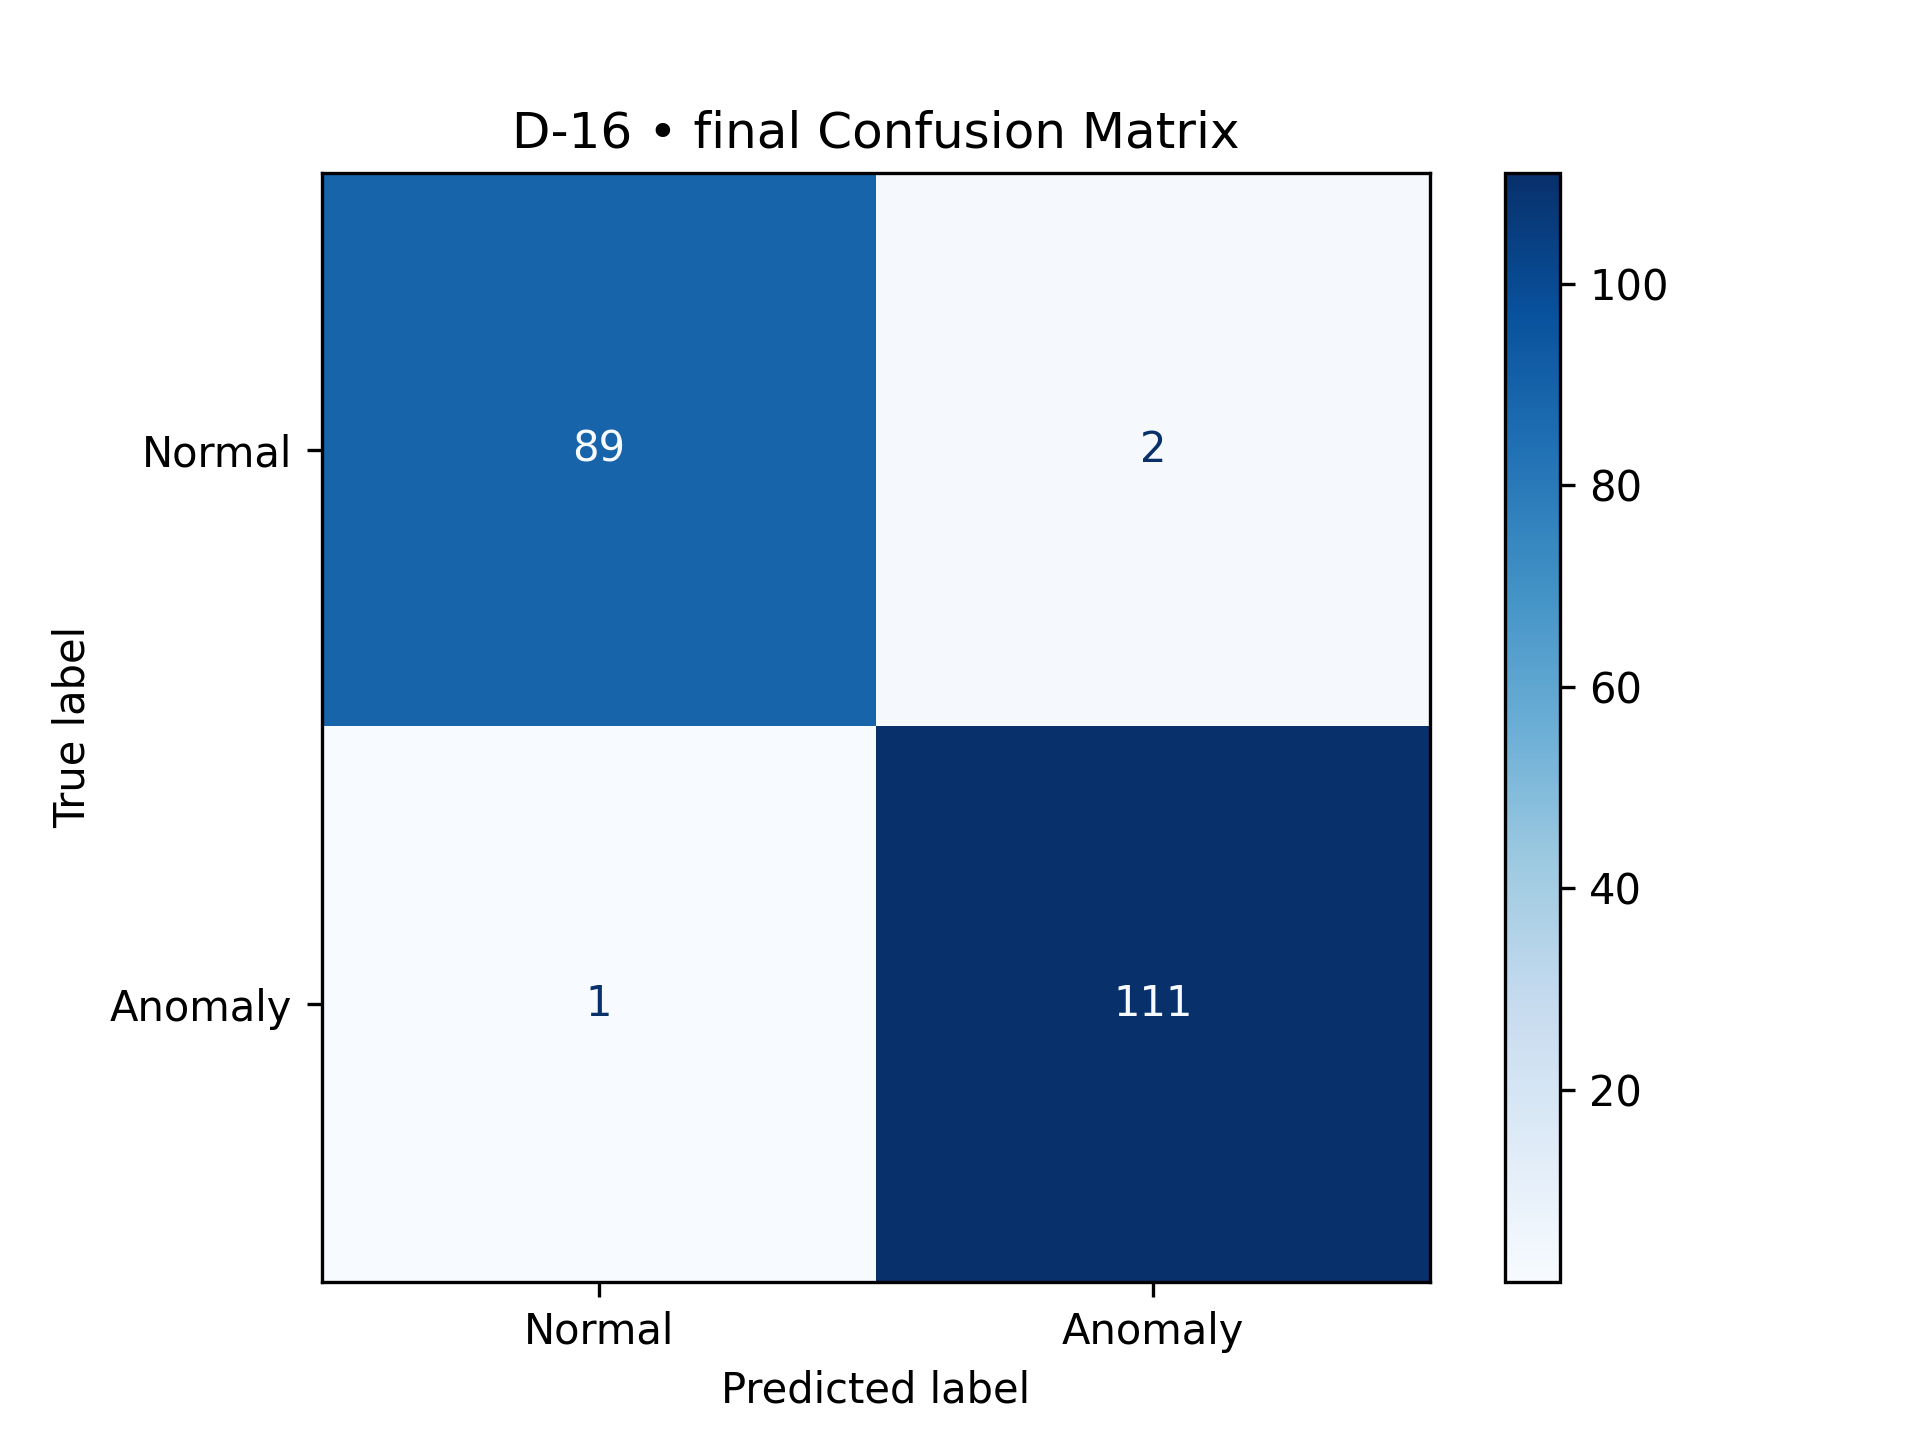 D-16 • final Confusion Matrix
True label
Normal
89
2
Anomaly
1
111
Normal
Anomaly
Predicted label
100
80
60
40
20